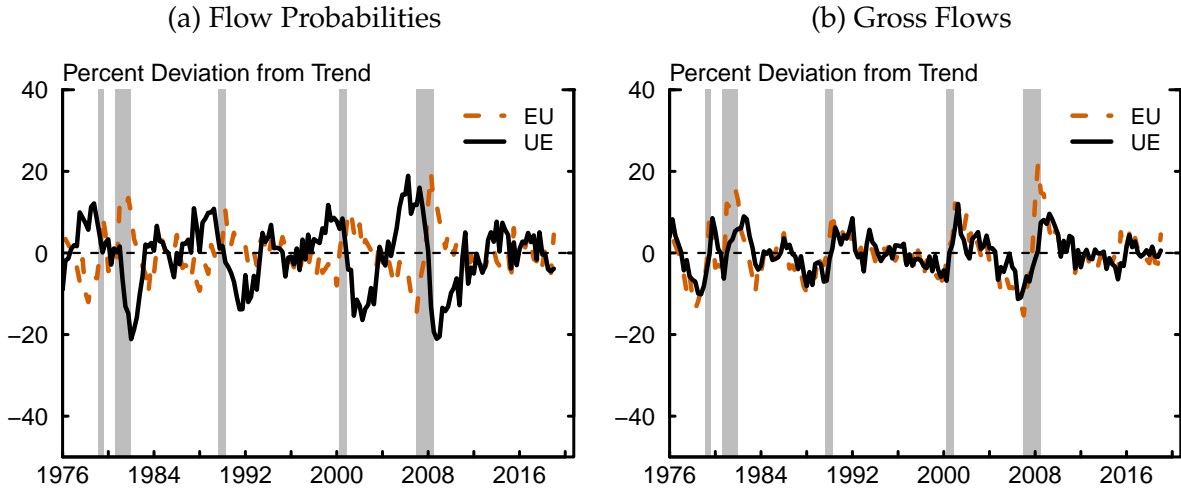 (a) Flow Probabilities
Percent Deviation from Trend
40
20
0
−20
−40
EU
UE
1976 1984 1992 2000 2008 2016
(b) Gross Flows
Percent Deviation from Trend
40
20
0
−20
−40
EU
UE
1976 1984 1992 2000 2008 2016